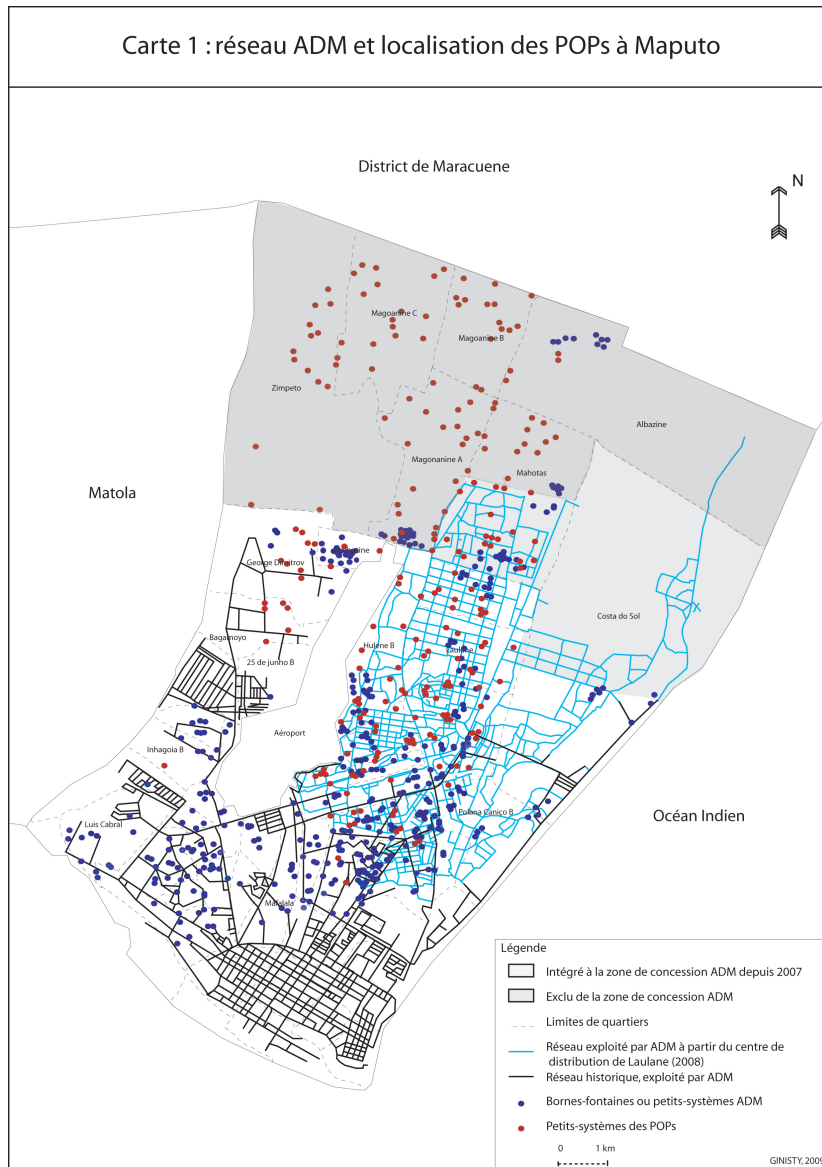 Carte 1 : réseau ADM et localisation des POPs à Maputo
District de Maracuene
N
Magoanine C
Magoanine B
Zimpeto
Albazine
Magonanine A
Mahotas
Matola
George Dimitrov
Costa do Sol
Bagamoyo
Hulene B
Laulane
25 de junho B
Aéroport
Inhagoia B
Océan Indien
Polana Caniço B
Luis Cabral
Mafalala
Légende
Intégré à la zone de concession ADM depuis 2007
Exclu de la zone de concession ADM
Limites de quartiers
Réseau exploité par ADM à partir du centre de
distribution de Laulane (2008)
Réseau historique, exploité par ADM
Bornes-fontaines ou petits-systèmes ADM
Petits-systèmes des POPs
0 1 km
GINISTY, 2009